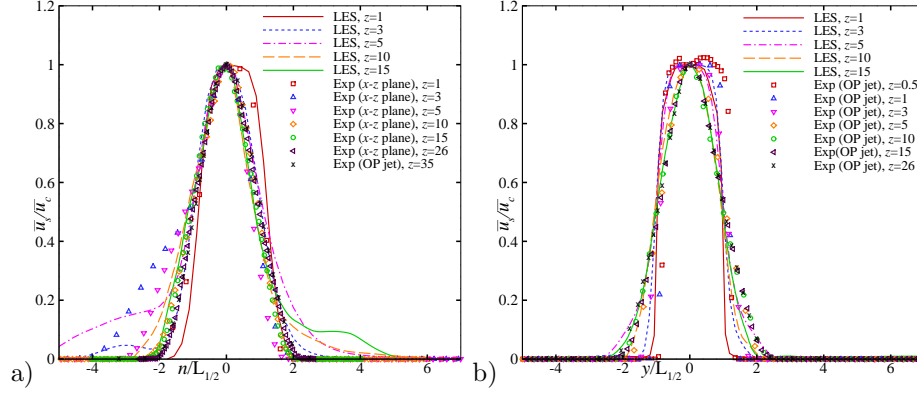 LES, z=1
LES, z=3
LES, z=5
LES, z=10
LES, z=15
Exp (x-z plane), z=1
Exp (x-z plane), z=3
Exp (x-z plane), z=5
Exp (x-z plane), z=10
Exp (x-z plane), z=15
Exp (x-z plane), z=26
Exp (OP jet), z=35
1.2
1
0.8
0.6
0.4
0.2
0
u̅s/u̅c
-4 -2 0 2 4 6
n/L1/2
a)
LES, z=1
LES, z=3
LES, z=5
LES, z=10
LES, z=15
Exp (OP jet), z=0.5
Exp (OP jet), z=1
Exp (OP jet), z=3
Exp (OP jet), z=5
Exp (OP jet), z=10
Exp(OP jet), z=15
Exp (OP jet), z=26
1.2
1
0.8
0.6
0.4
0.2
0
u̅s/u̅c
-4 -2 0 2 4 6
y/L1/2
b)